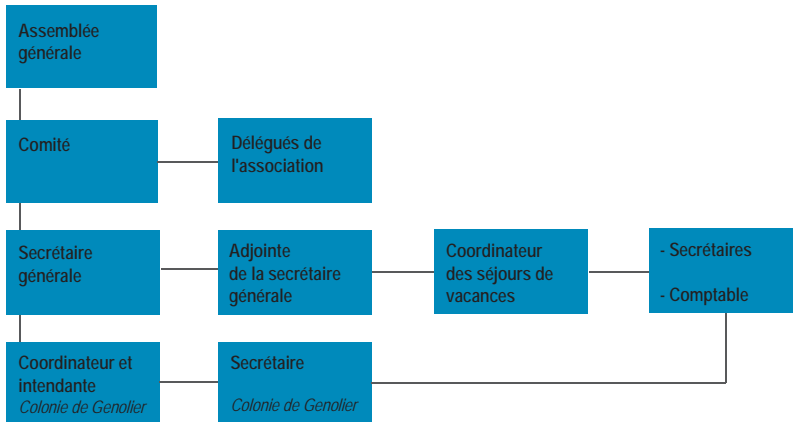 Assemblée
générale
Comité
Délégués de
l'association
Secrétaire
générale
Adjointe
de la secrétaire
générale
Coordinateur
des séjours de
vacances
- Secrétaires
- Comptable
Coordinateur et
intendante
Colonie de Genolier
Secrétaire
Colonie de Genolier